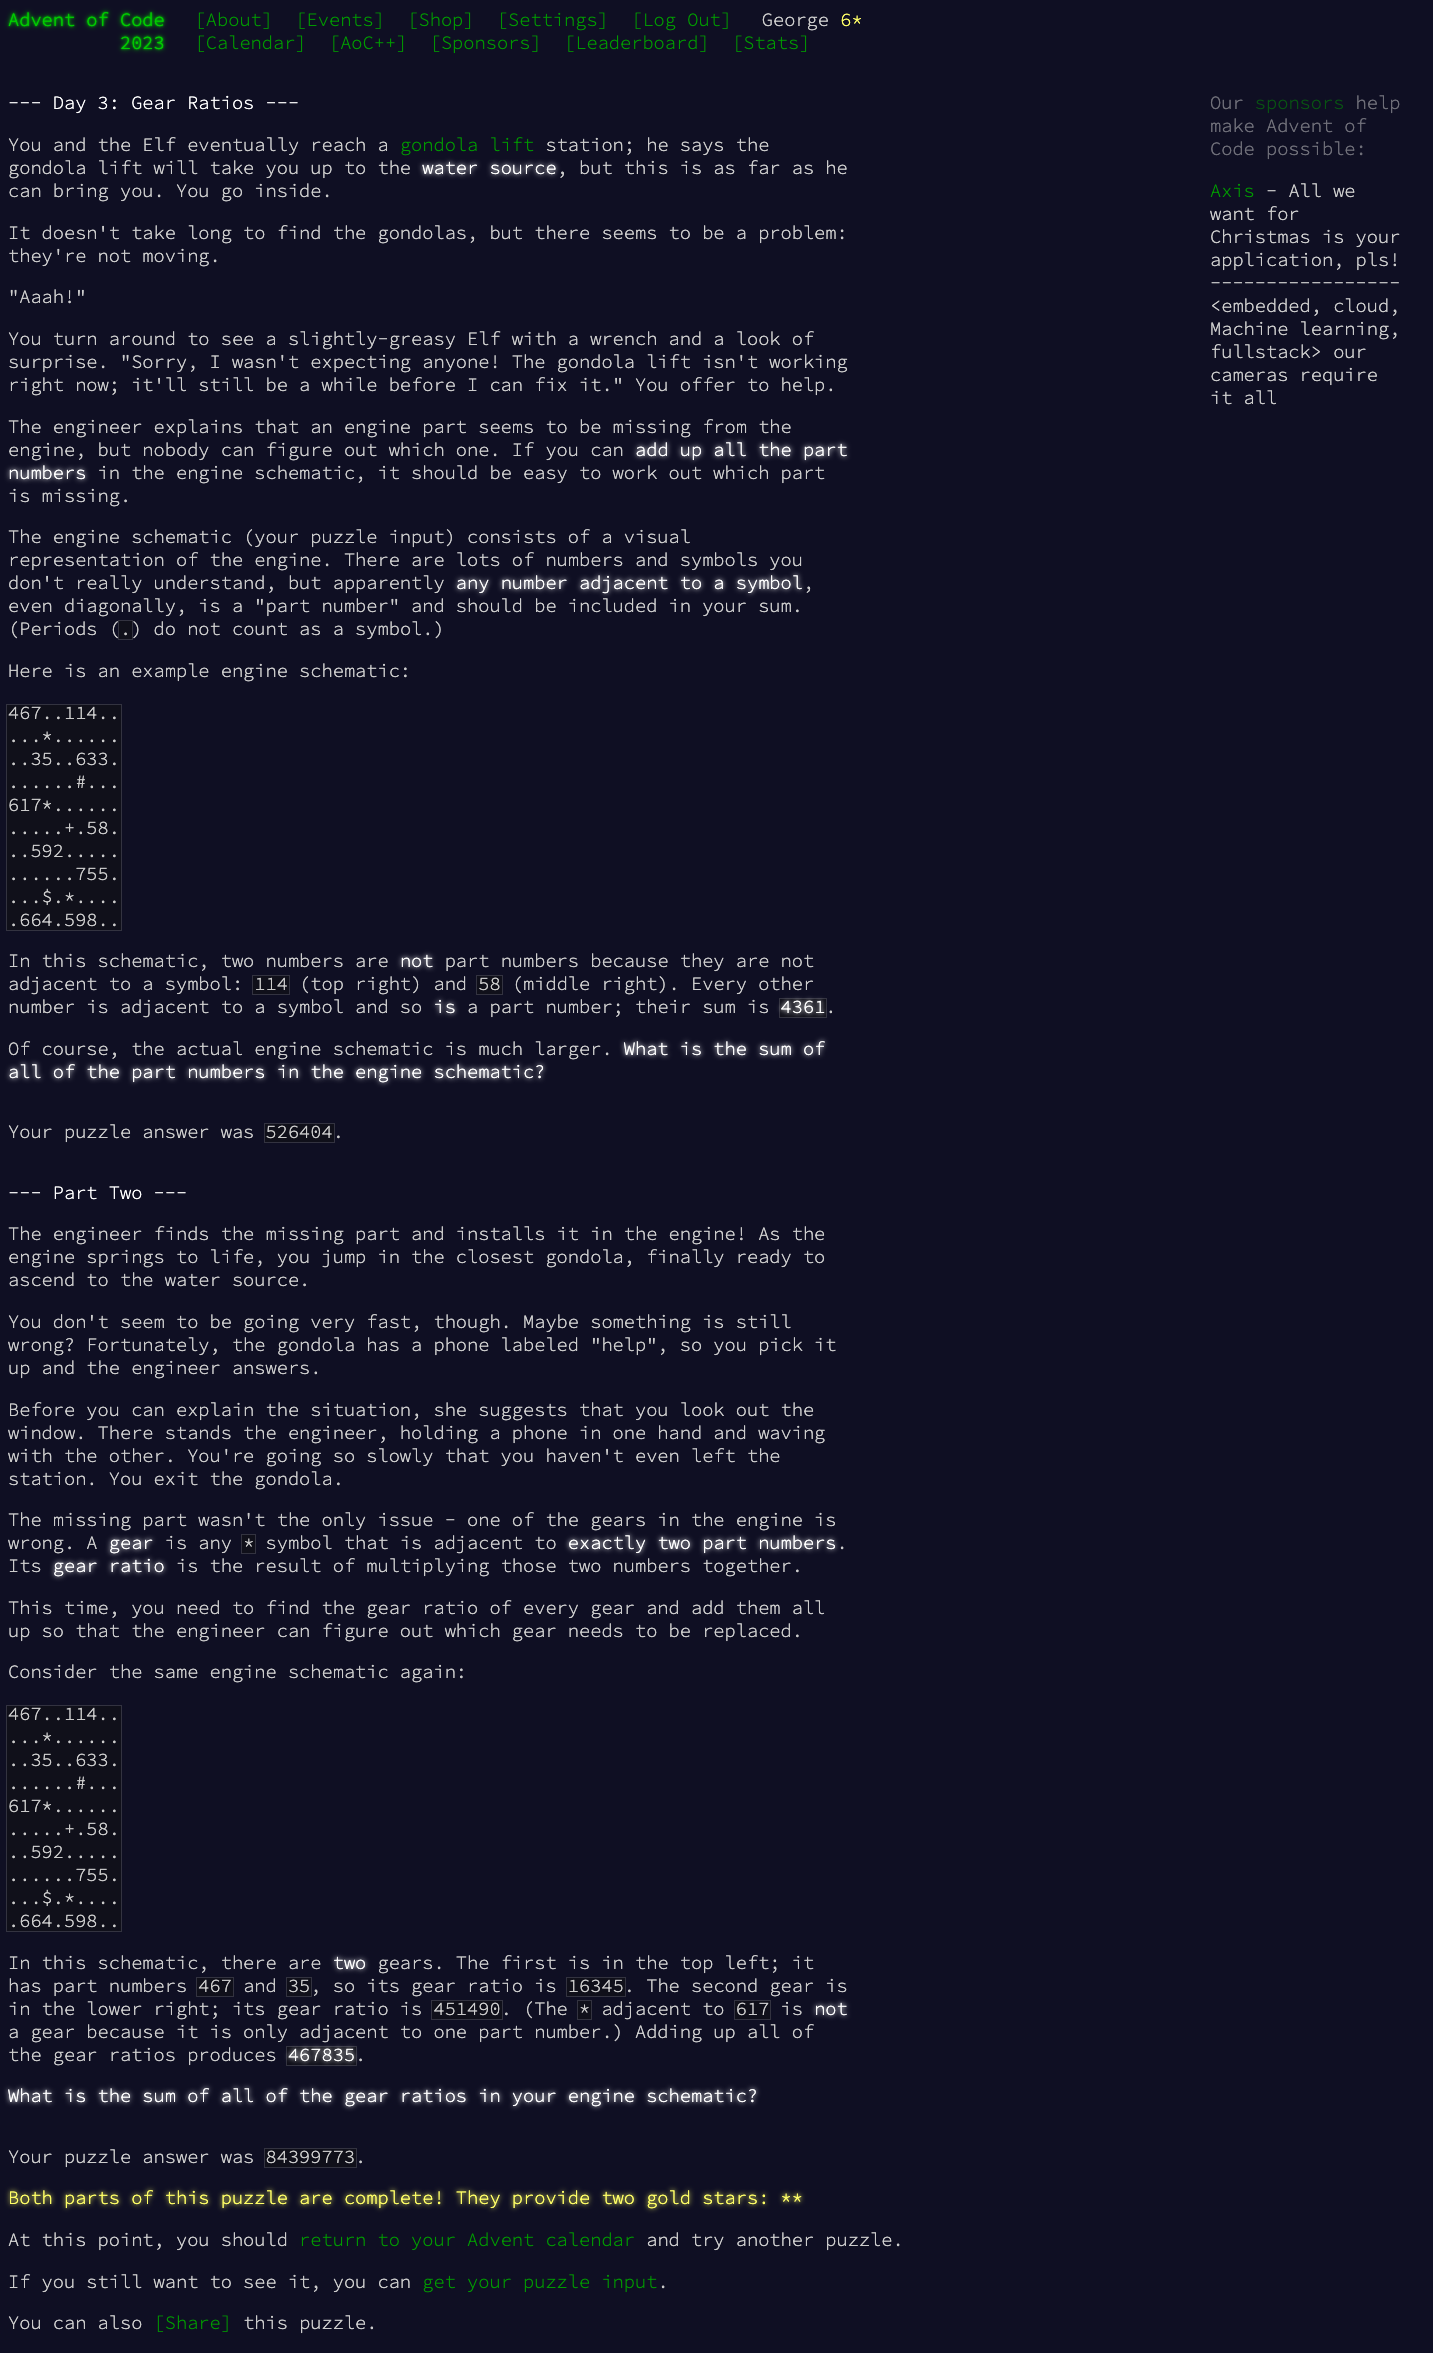 Advent of Code [About] [Events] [Shop] [Settings] [Log Out] George 6*
2023 [Calendar] [AoC++] [Sponsors] [Leaderboard] [Stats]
--- Day 3: Gear Ratios ---
You and the Elf eventually reach a gondola lift station; he says the
gondola lift will take you up to the water source, but this is as far as he
can bring you. You go inside.
It doesn't take long to find the gondolas, but there seems to be a problem:
they're not moving.
"Aaah!"
You turn around to see a slightly-greasy Elf with a wrench and a look of
surprise. "Sorry, I wasn't expecting anyone! The gondola lift isn't working
right now; it'll still be a while before I can fix it." You offer to help.
The engineer explains that an engine part seems to be missing from the
engine, but nobody can figure out which one. If you can add up all the part
numbers in the engine schematic, it should be easy to work out which part
is missing.
The engine schematic (your puzzle input) consists of a visual
representation of the engine. There are lots of numbers and symbols you
don't really understand, but apparently any number adjacent to a symbol,
even diagonally, is a "part number" and should be included in your sum.
(Periods (.) do not count as a symbol.)
Here is an example engine schematic:
467..114..
...*......
..35..633.
......#...
617*......
.....+.58.
..592.....
......755.
...$.*....
.664.598..
In this schematic, two numbers are not part numbers because they are not
adjacent to a symbol: 114 (top right) and 58 (middle right). Every other
number is adjacent to a symbol and so is a part number; their sum is 4361.
Of course, the actual engine schematic is much larger. What is the sum of
all of the part numbers in the engine schematic?
Your puzzle answer was 526404.
--- Part Two ---
The engineer finds the missing part and installs it in the engine! As the
engine springs to life, you jump in the closest gondola, finally ready to
ascend to the water source.
You don't seem to be going very fast, though. Maybe something is still
wrong? Fortunately, the gondola has a phone labeled "help", so you pick it
up and the engineer answers.
Before you can explain the situation, she suggests that you look out the
window. There stands the engineer, holding a phone in one hand and waving
with the other. You're going so slowly that you haven't even left the
station. You exit the gondola.
The missing part wasn't the only issue - one of the gears in the engine is
wrong. A gear is any * symbol that is adjacent to exactly two part numbers.
Its gear ratio is the result of multiplying those two numbers together.
This time, you need to find the gear ratio of every gear and add them all
up so that the engineer can figure out which gear needs to be replaced.
Consider the same engine schematic again:
467..114..
...*......
..35..633.
......#...
617*......
.....+.58.
..592.....
......755.
...$.*....
.664.598..
In this schematic, there are two gears. The first is in the top left; it
has part numbers 467 and 35, so its gear ratio is 16345. The second gear is
in the lower right; its gear ratio is 451490. (The * adjacent to 617 is not
a gear because it is only adjacent to one part number.) Adding up all of
the gear ratios produces 467835.
What is the sum of all of the gear ratios in your engine schematic?
Your puzzle answer was 84399773.
Both parts of this puzzle are complete! They provide two gold stars: **
At this point, you should return to your Advent calendar and try another puzzle.
If you still want to see it, you can get your puzzle input.
You can also [Share] this puzzle.
Our sponsors help
make Advent of
Code possible:
Axis - All we
want for
Christmas is your
application, pls!
-----------------
<embedded, cloud,
Machine learning,
fullstack> our
cameras require
it all